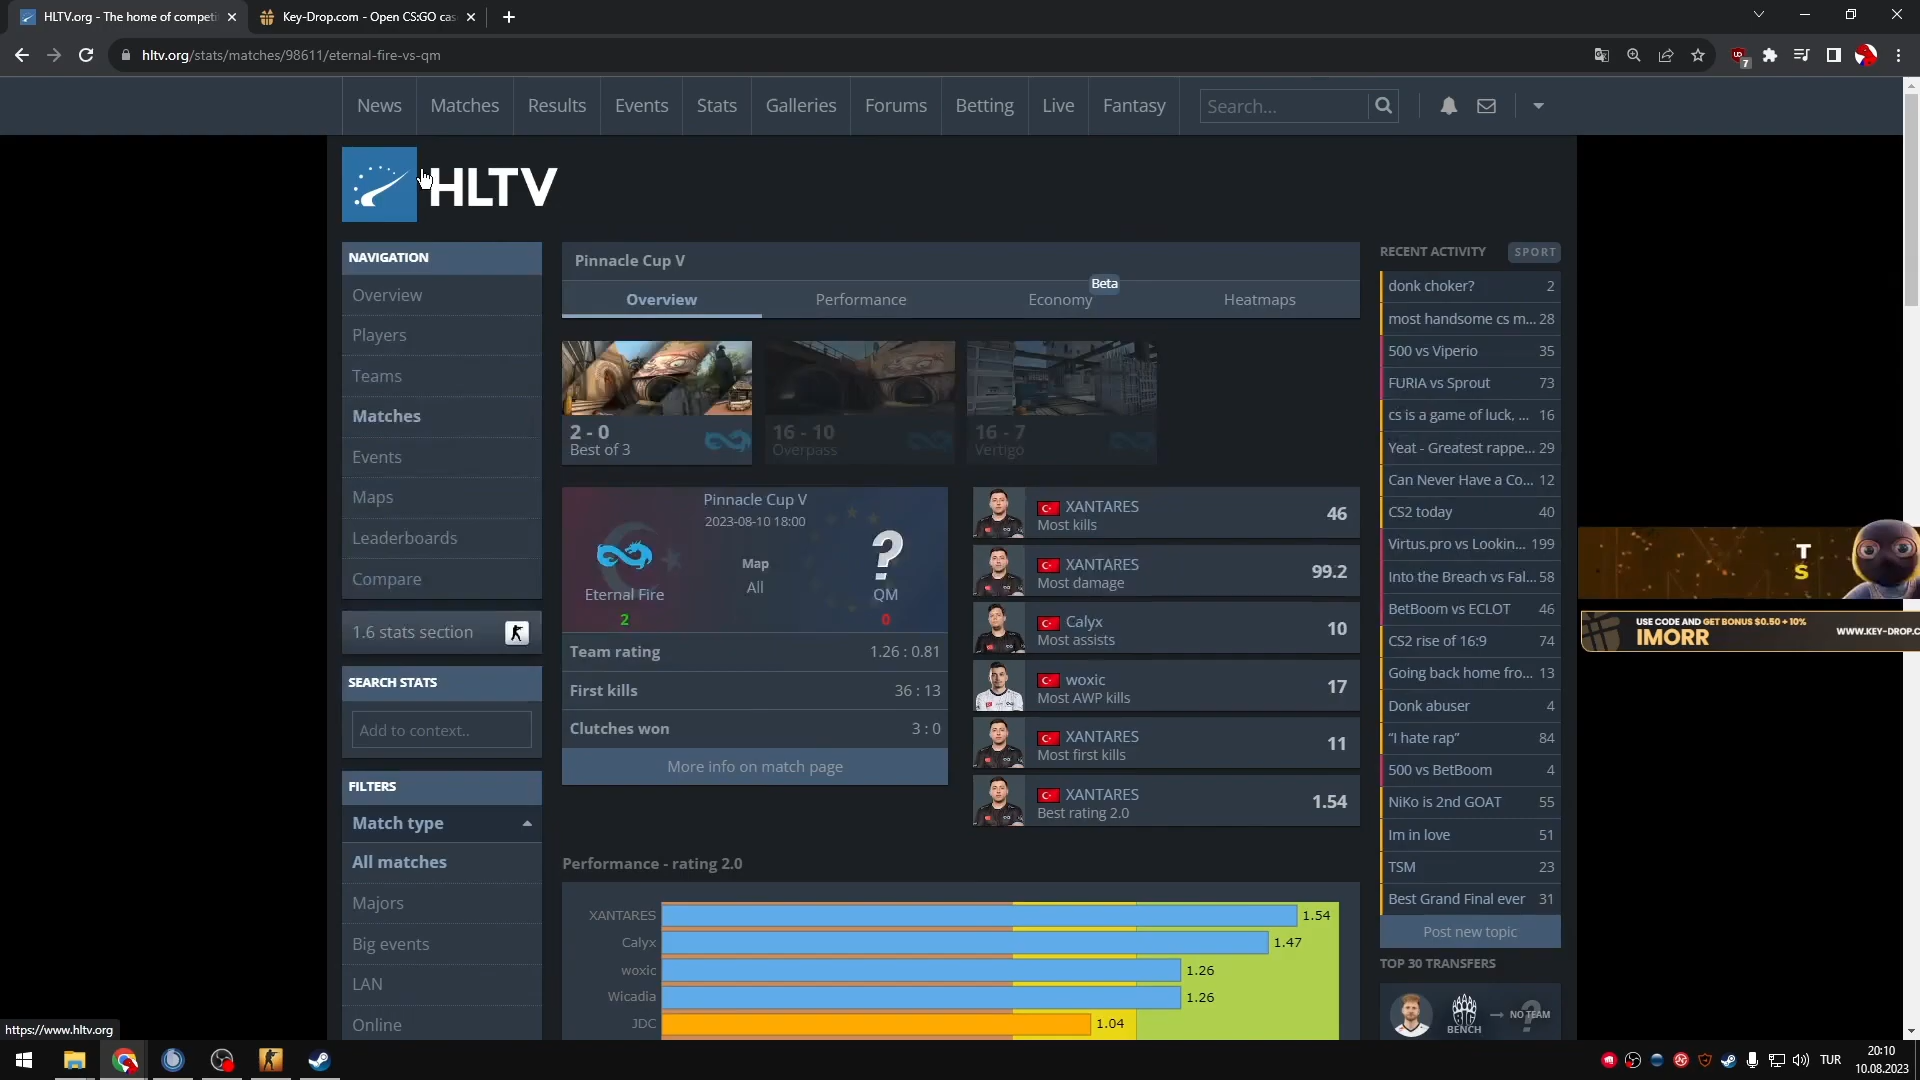 HLTV.org - The home of competi
Key-Drop.com - Open CS:GO cas
hltv.org/stats/matches/98611/eternal-fire-vs-qm
7
News
Matches
Results
Events
Stats
Galleries
Forums
Betting
Live
Fantasy
Search...
HLTV
NAVIGATION
Overview
Players
Teams
Matches
Events
Maps
Leaderboards
Compare
1.6 stats section
SEARCH STATS
Add to context..
FILTERS
Match type
All matches
Majors
Big events
LAN
Online
Pinnacle Cup V
Overview
Performance
Economy
Beta
Heatmaps
2 - 0
Best of 3
16 - 10
Overpass
16 - 7
Vertigo
Pinnacle Cup V
2023-08-10 18:00
Eternal Fire
2
Map
All
?
QM
0
Team rating 1.26 : 0.81
First kills 36 : 13
Clutches won 3 : 0
More info on match page
XANTARES
Most kills
46
XANTARES
Most damage
99.2
Calyx
Most assists
10
woxic
Most AWP kills
17
XANTARES
Most first kills
11
XANTARES
Best rating 2.0
1.54
Performance - rating 2.0
XANTARES 1.54
Calyx 1.47
woxic 1.26
Wicadia 1.26
JDC 1.04
RECENT ACTIVITY
SPORT
donk choker? 2
most handsome cs m... 28
500 vs Viperio 35
FURIA vs Sprout 73
cs is a game of luck, ... 16
Yeat - Greatest rappe... 29
Can Never Have a Co... 12
CS2 today 40
Virtus.pro vs Lookin... 199
Into the Breach vs Fal... 58
BetBoom vs ECLOT 46
CS2 rise of 16:9 74
Going back home fro... 13
Donk abuser 4
“I hate rap” 84
500 vs BetBoom 4
NiKo is 2nd GOAT 55
Im in love 51
TSM 23
Best Grand Final ever 31
Post new topic
TOP 30 TRANSFERS
BENCH
NO TEAM
?
T
S
USE CODE AND GET BONUS $0.50 + 10%
IMORR
WWW.KEY-DROP.C
https://www.hltv.org
TUR
20:10
10.08.2023